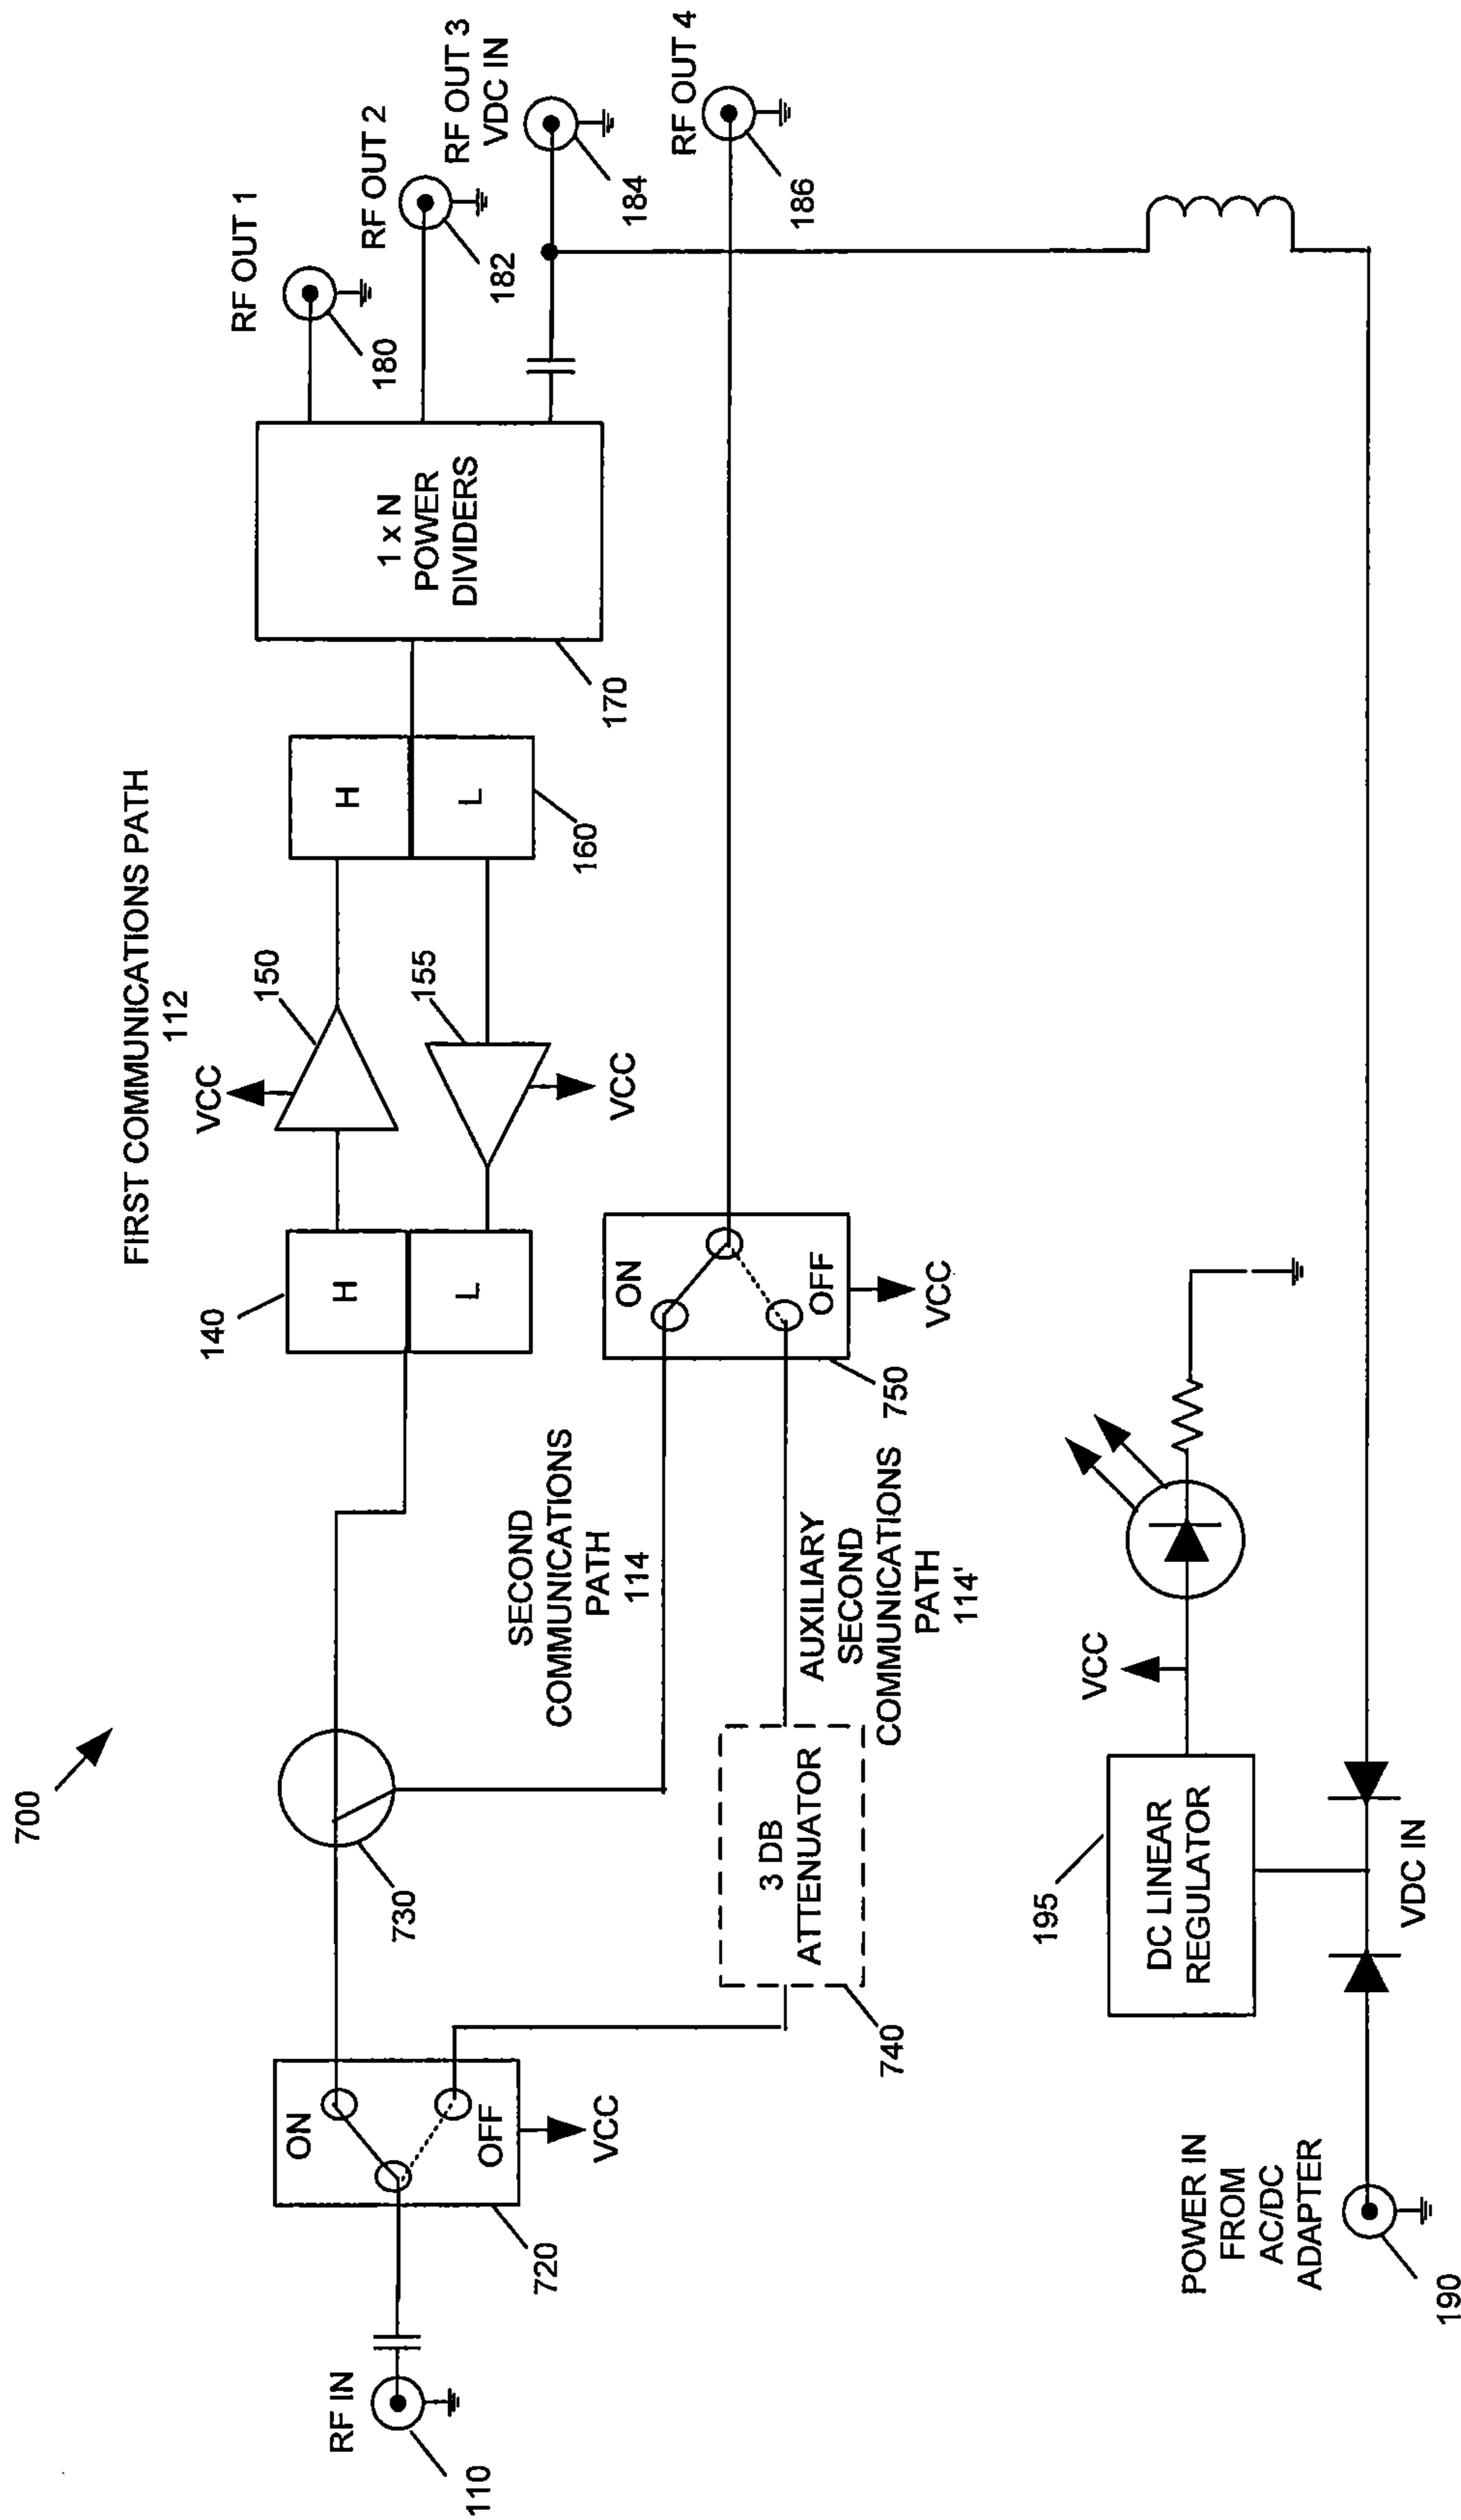 700
FIRST COMMUNICATIONS PATH
112
RF IN
110
ON
OFF
720
VCC
730
140
H
L
VCC
150
155
VCC
H
L
160
1 x N
POWER
DIVIDERS
170
RF OUT 1
180
RF OUT 2
182
RF OUT 3
VDC IN
184
RF OUT 4
186
SECOND
COMMUNICATIONS
PATH
114
ON
OFF
750
VCC
3 DB
ATTENUATOR
740
AUXILIARY
SECOND
COMMUNICATIONS
PATH
114'
POWER IN
FROM
AC/DC
ADAPTER
190
195
DC LINEAR
REGULATOR
VCC
VDC IN